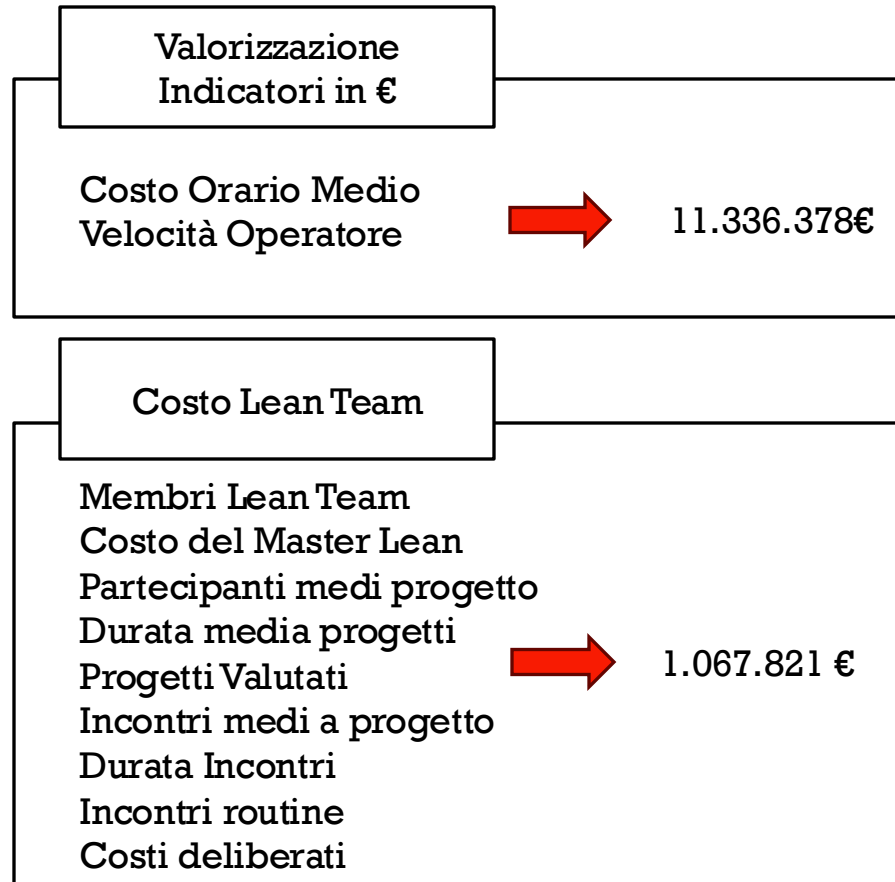 Valorizzazione
Indicatori in €
Costo Orario Medio
Velocità Operatore
11.336.378€
Costo Lean Team
Membri Lean Team
Costo del Master Lean
Partecipanti medi progetto
Durata media progetti
Progetti Valutati
Incontri medi a progetto
Durata Incontri
Incontri routine
Costi deliberati
1.067.821 €